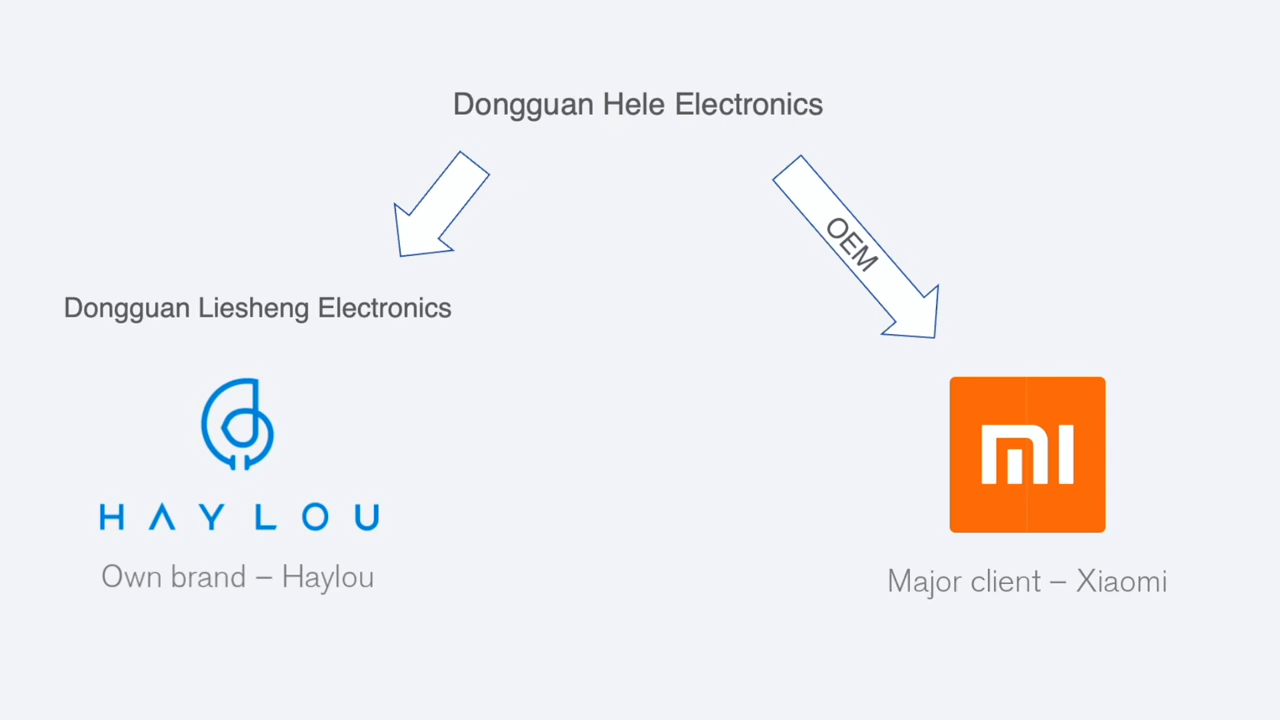 Dongguan Hele Electronics
OEM
Dongguan Liesheng Electronics
HAYLOU
mi
Own brand – Haylou
Major client – Xiaomi